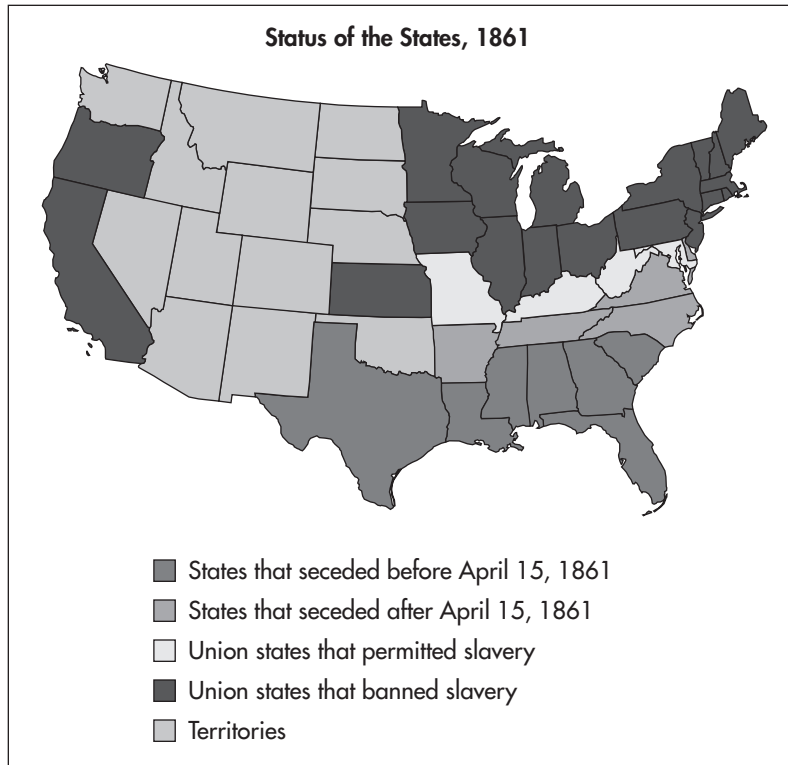 Status of the States, 1861
States that seceded before April 15, 1861
States that seceded after April 15, 1861
Union states that permitted slavery
Union states that banned slavery
Territories